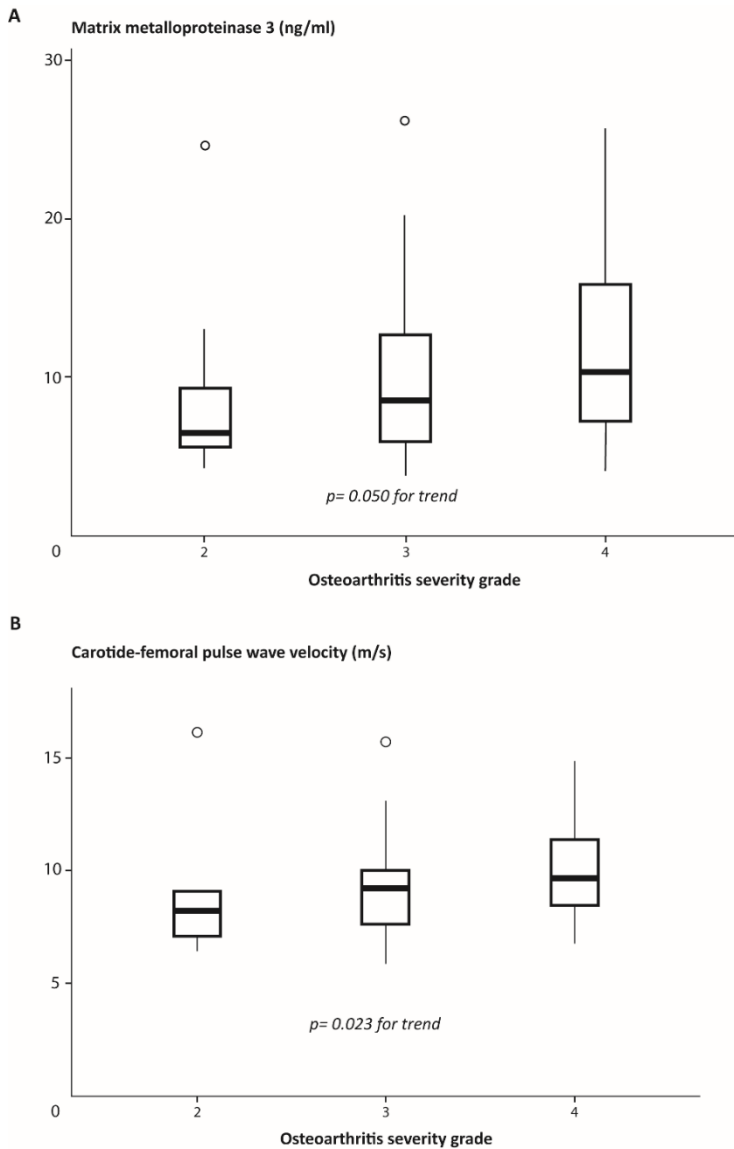 A
Matrix metalloproteinase 3 (ng/ml)
30
20
10
p= 0.050 for trend
0
2
3
4
Osteoarthritis severity grade
B
Carotide-femoral pulse wave velocity (m/s)
15
10
5
p= 0.023 for trend
0
2
3
4
Osteoarthritis severity grade